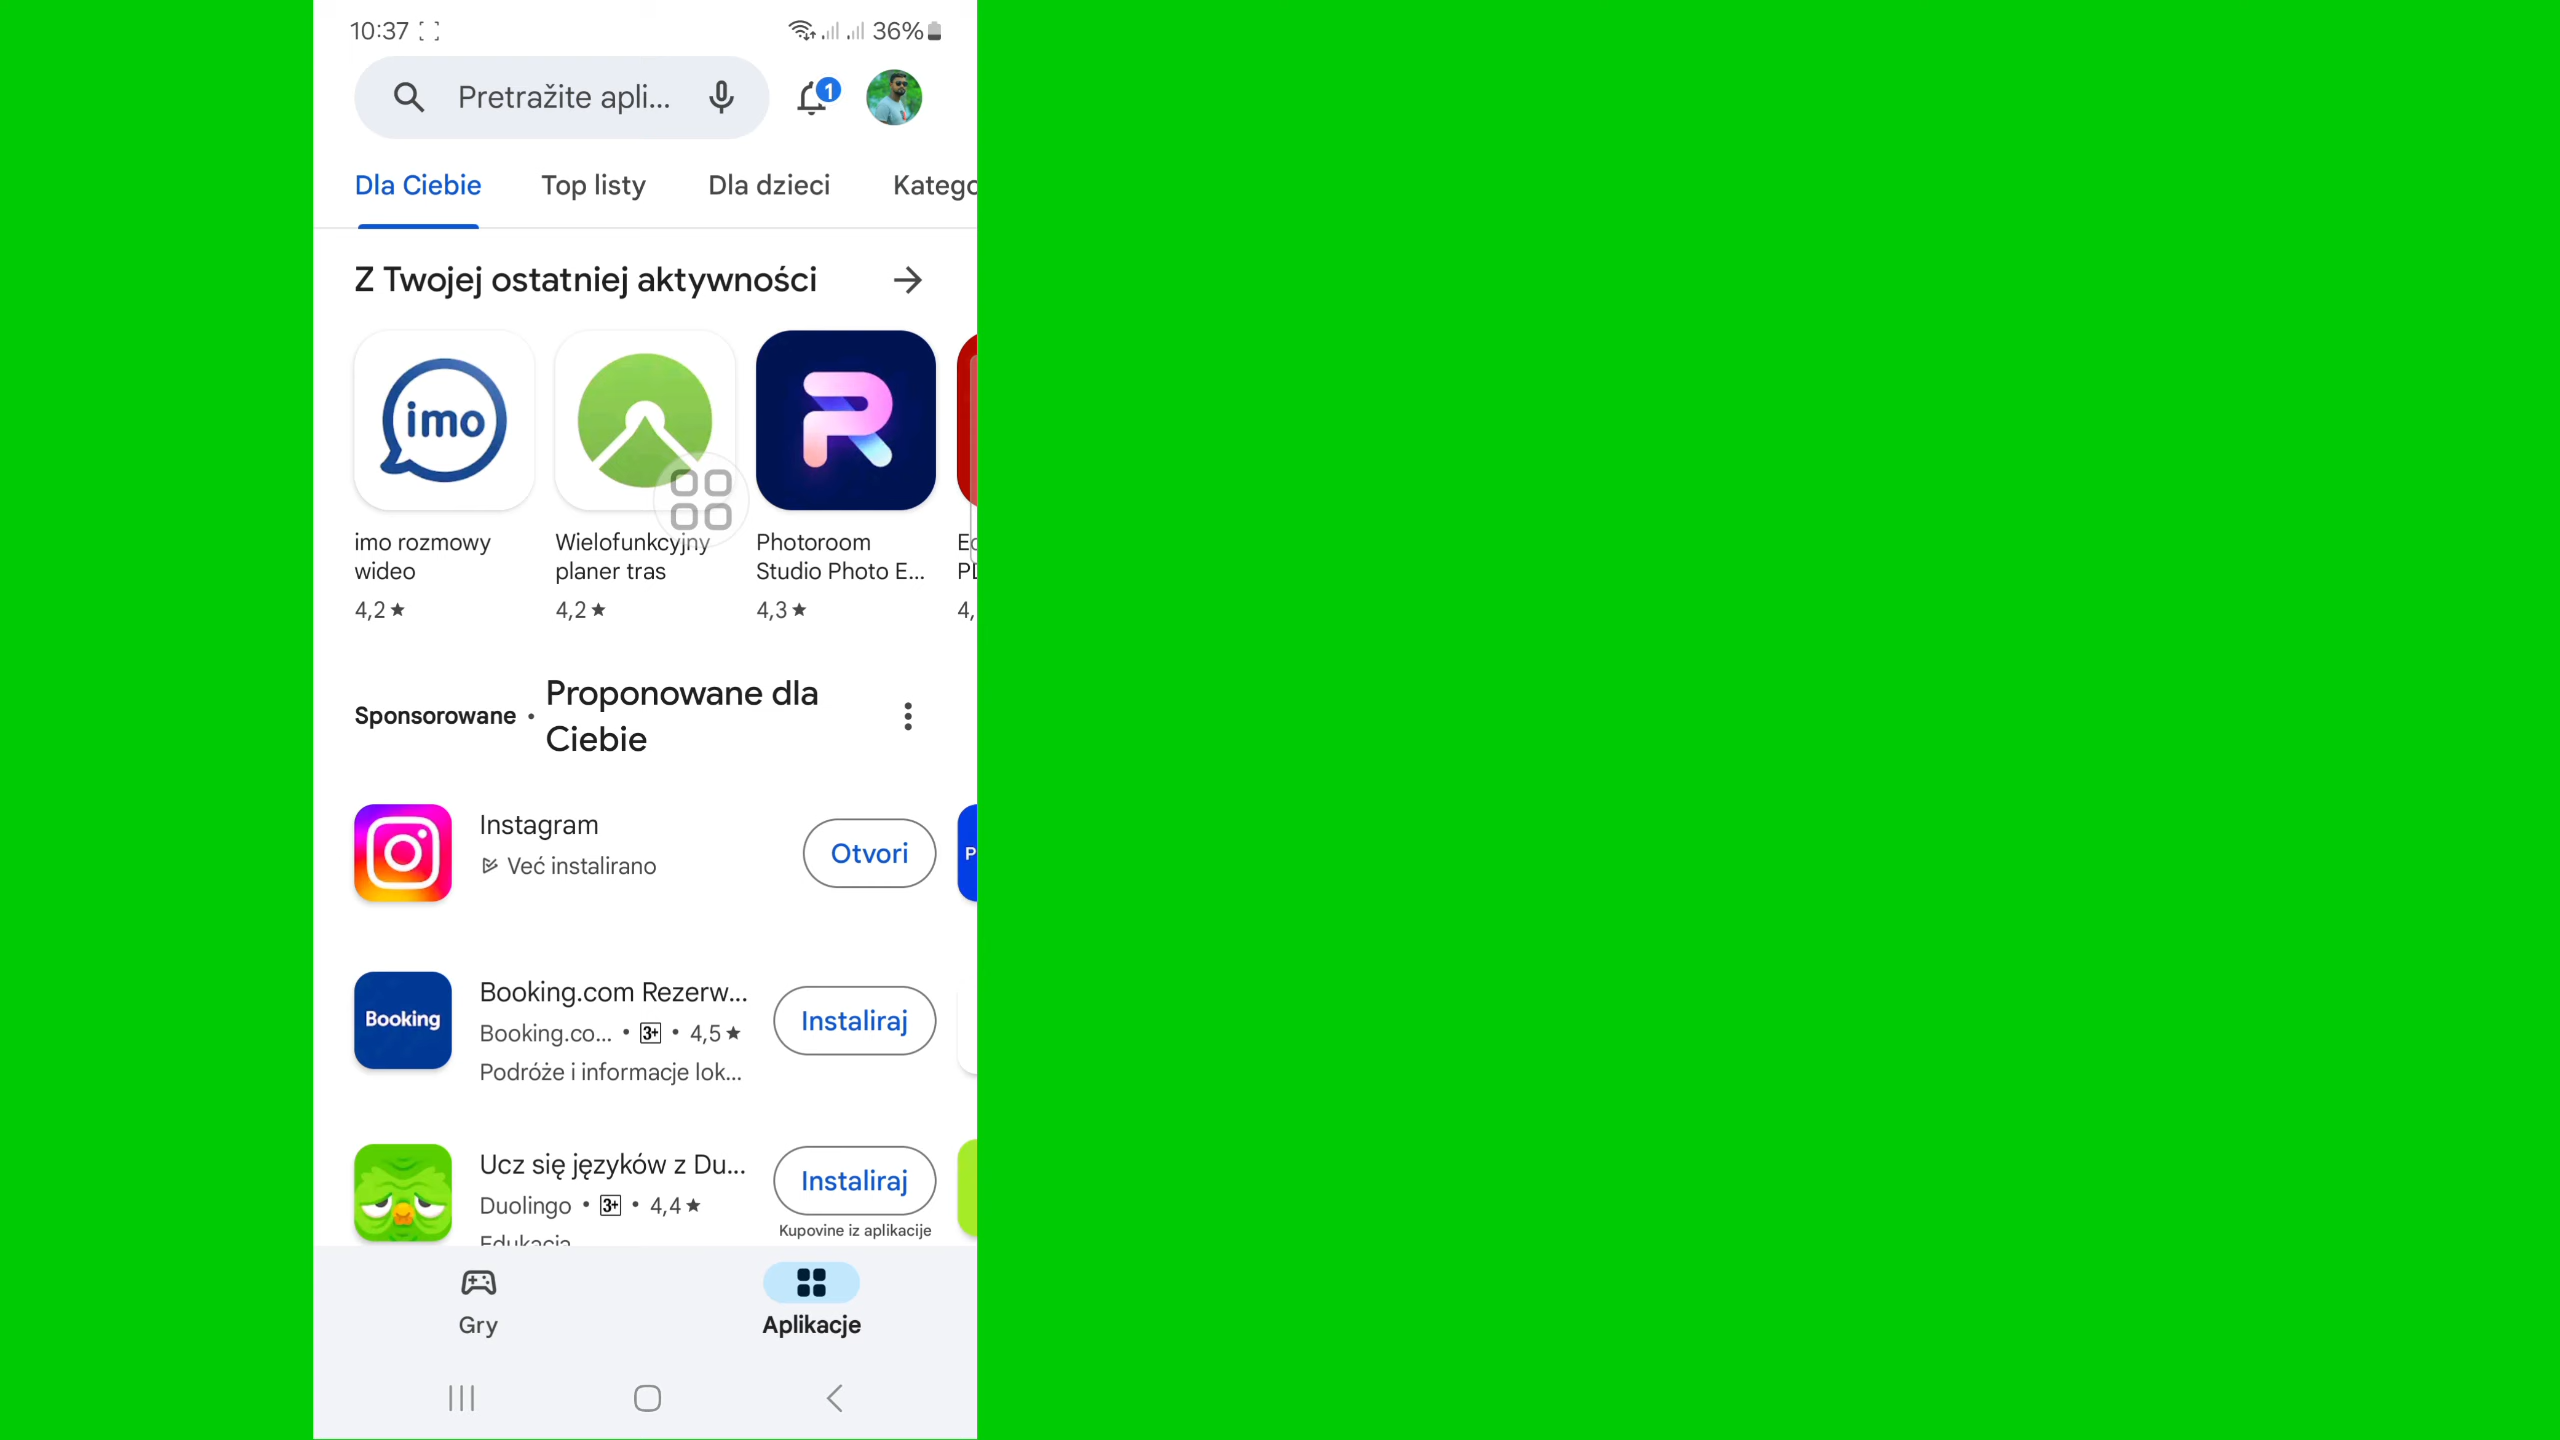 10:37
36%
Pretražite apli...
1
Dla Ciebie
Top listy
Dla dzieci
Katego
Z Twojej ostatniej aktywności
imo
imo rozmowy
wideo
4,2★
Wielofunkcyjny
planer tras
4,2★
Photoroom
Studio Photo E...
4,3★
4,
Sponsorowane •
Proponowane dla
Ciebie
Instagram
Već instalirano
Otvori
P
Booking
Booking.com Rezerw...
Booking.co... • 3+ • 4,5★
Podróże i informacje lok...
Instaliraj
Ucz się języków z Du...
Duolingo • 3+ • 4,4★
Edukacja
Instaliraj
Kupovine iz aplikacije
Gry
Aplikacje